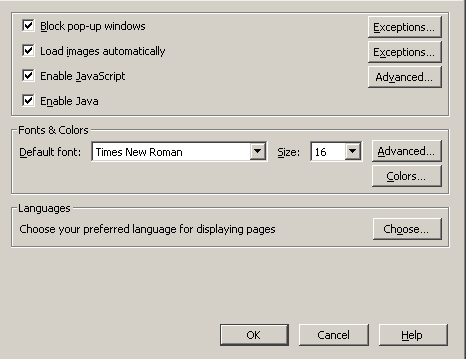 Block pop-up windows Exceptions...
Load images automatically Exceptions...
Enable JavaScript Advanced...
Enable Java
Fonts & Colors
Default font: Times New Roman Size: 16 Advanced...
Colors...
Languages
Choose your preferred language for displaying pages Choose...
OK Cancel Help